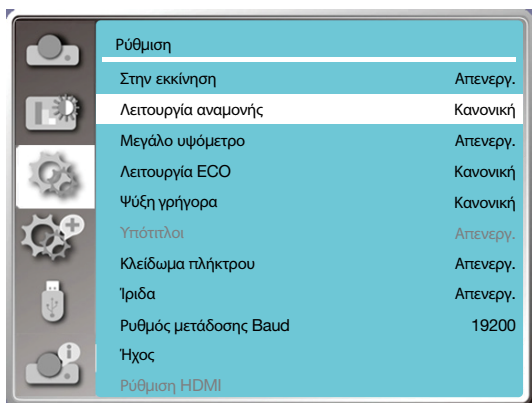 Ρύθμιση
Στην εκκίνηση Απενεργ.
Λειτουργία αναμονής Κανονική
Μεγάλο υψόμετρο Απενεργ.
Λειτουργία ECO Κανονική
Ψύξη γρήγορα Κανονική
Υπότιτλοι Απενεργ.
Κλείδωμα πλήκτρου Απενεργ.
Ίριδα Απενεργ.
Ρυθμός μετάδοσης Baud 19200
Ήχος
Ρύθμιση HDMI